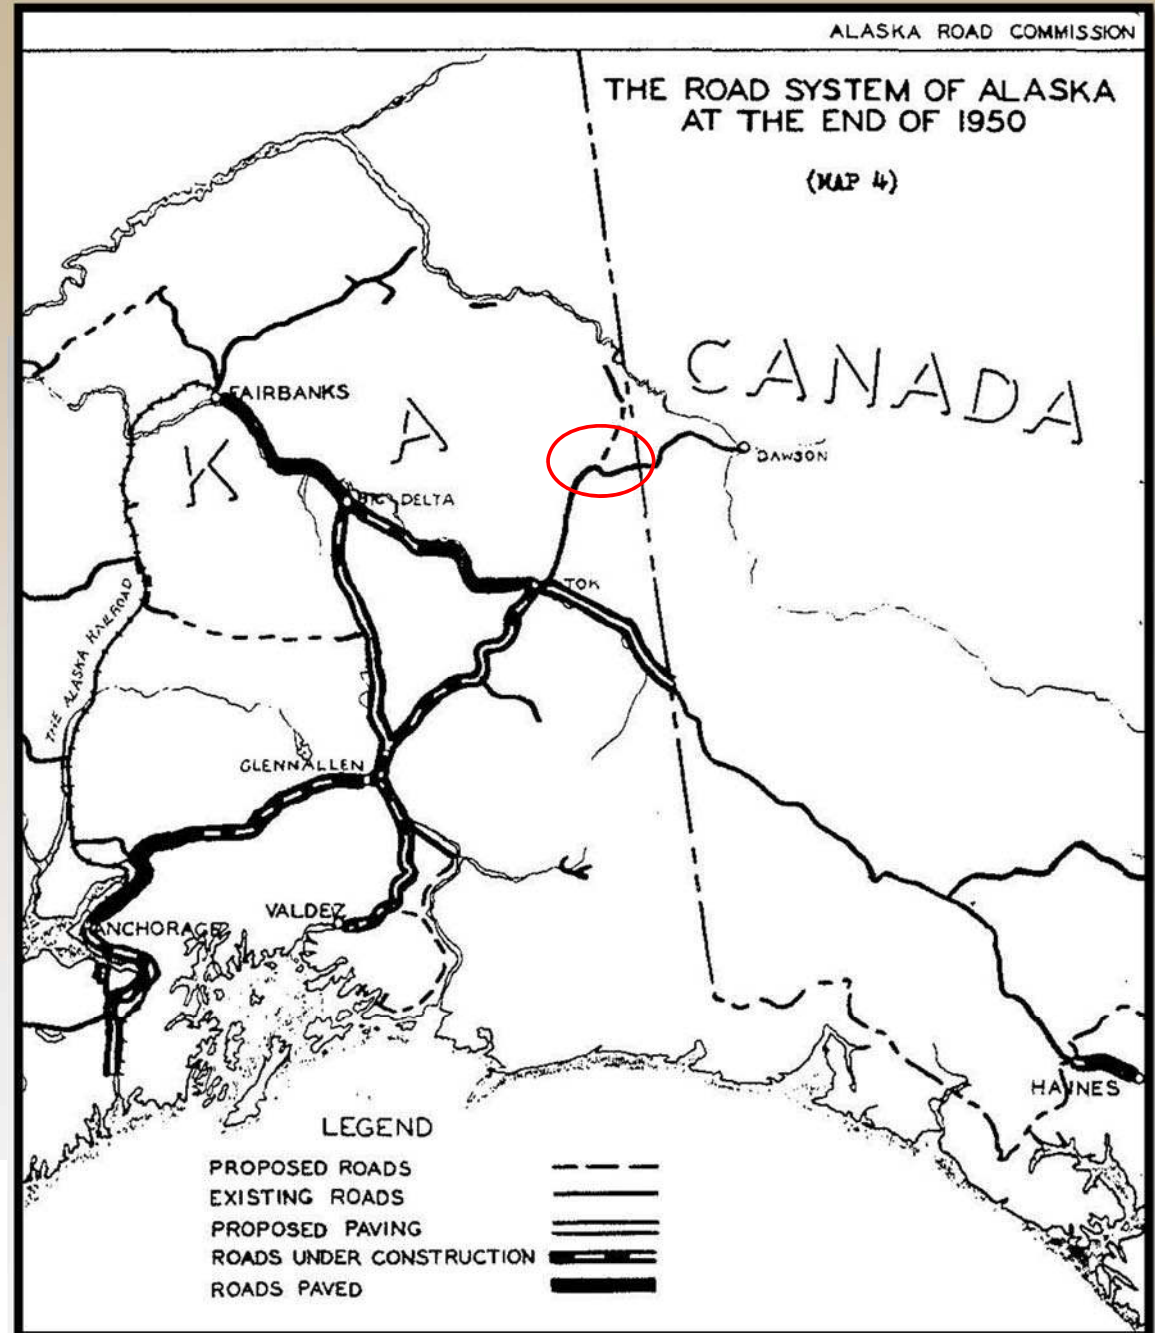 ALASKA ROAD COMMISSION
THE ROAD SYSTEM OF ALASKA
AT THE END OF 1950
(MAP 4)
CANADA
FAIRBANKS
K A
DAWSON
BIG DELTA
TOK
THE ALASKA RAILROAD
GLENNALLEN
VALDEZ
ANCHORAGE
HAINES
LEGEND
PROPOSED ROADS
EXISTING ROADS
PROPOSED PAVING
ROADS UNDER CONSTRUCTION
ROADS PAVED